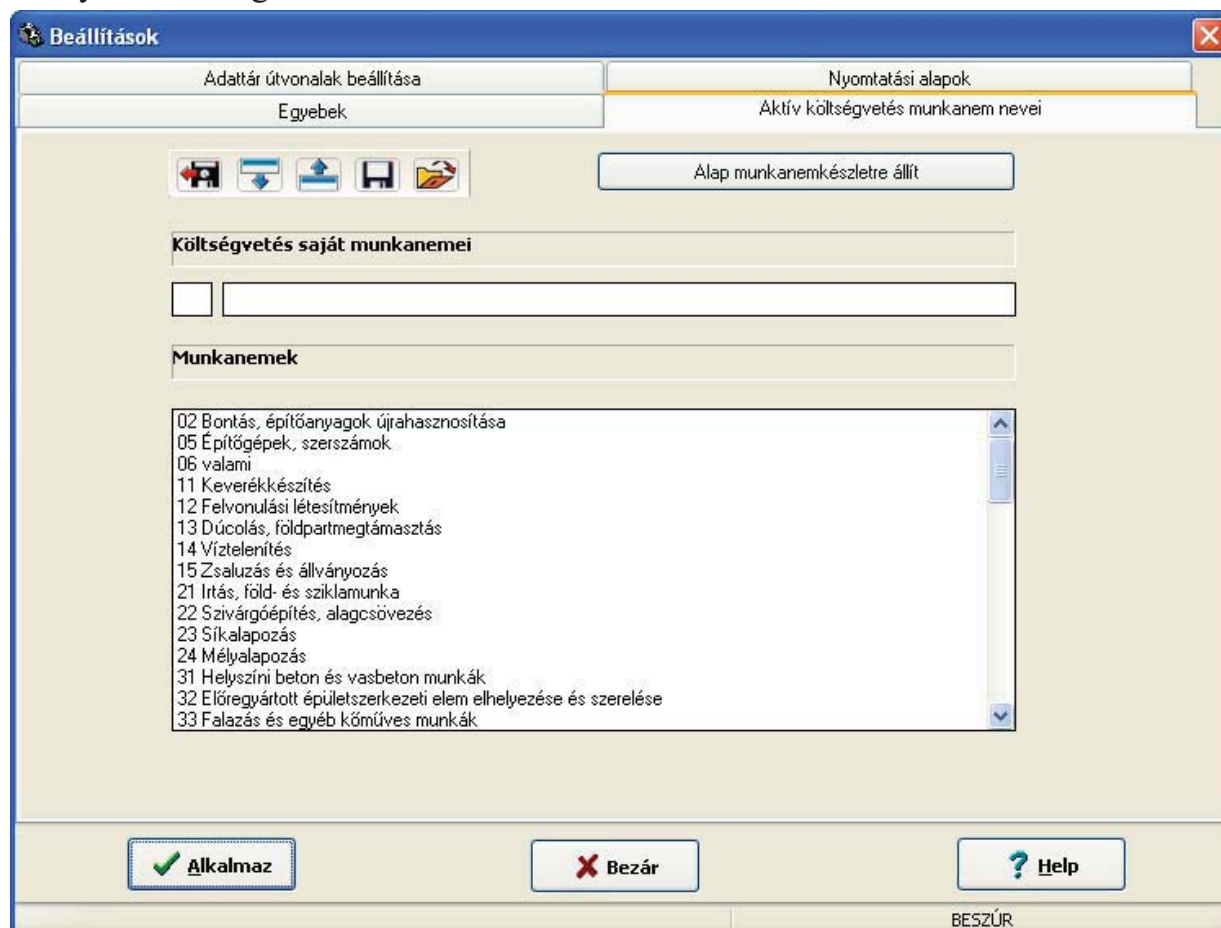 Beállítások
Adattár útvonalak beállítása
Nyomtatási alapok
Egyebek
Aktív költségvetés munkanem nevei
Alap munkanemkészletre állít
Költségvetés saját munkanemei
Munkanemek
02 Bontás, építőanyagok újrahasznosítása
05 Építőgépek, szerszámok
06 valami
11 Keverékkészítés
12 Felvonulási létesítmények
13 Dúcolás, földpartmegtámasztás
14 Víztelenítés
15 Zsaluzás és állványozás
21 Irtás, föld- és sziklamunka
22 Szivárgóépítés, alagcsövezés
23 Síkalapozás
24 Mélyalapozás
31 Helyszíni beton és vasbeton munkák
32 Előregyártott épületszerkezeti elem elhelyezése és szerelése
33 Falazás és egyéb kőműves munkák
Alkalmaz
Bezár
? Help
BESZÚR